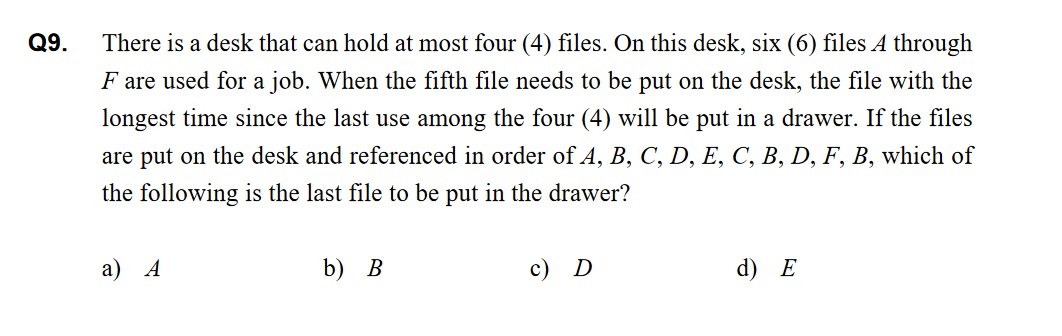 Q9. There is a desk that can hold at most four (4) files. On this desk, six (6) files A through
F are used for a job. When the fifth file needs to be put on the desk, the file with the
longest time since the last use among the four (4) will be put in a drawer. If the files
are put on the desk and referenced in order of A, B, C, D, E, C, B, D, F, B, which of
the following is the last file to be put in the drawer?
a) A b) B c) D d) E